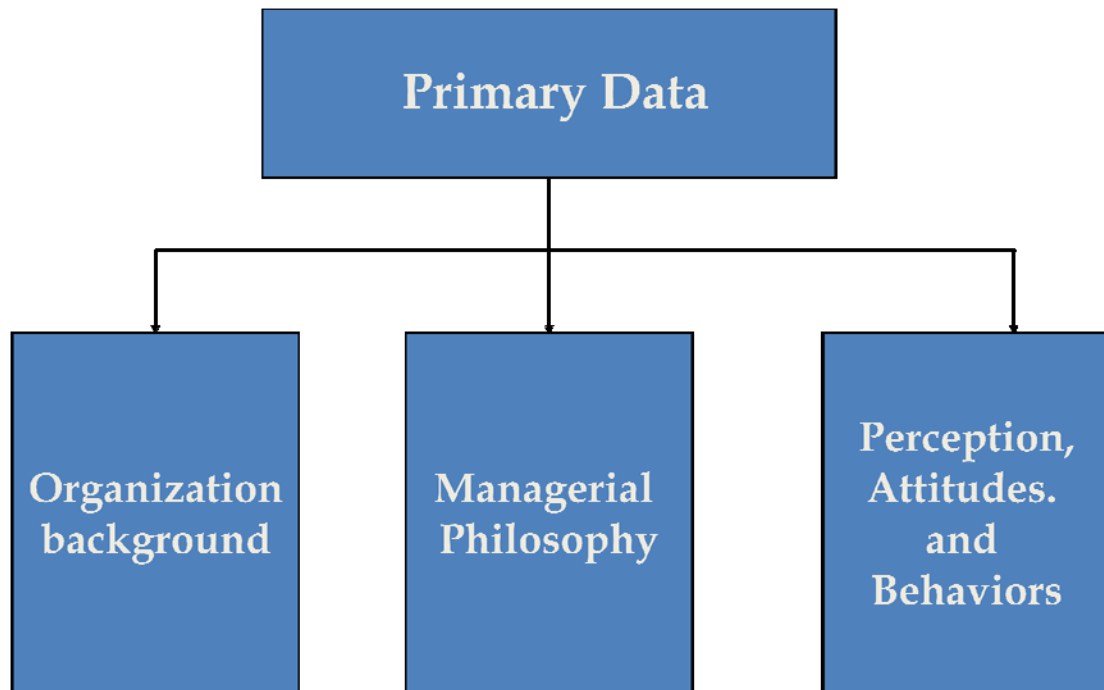 Primary Data
Organization
background
Managerial
Philosophy
Perception,
Attitudes.
and
Behaviors